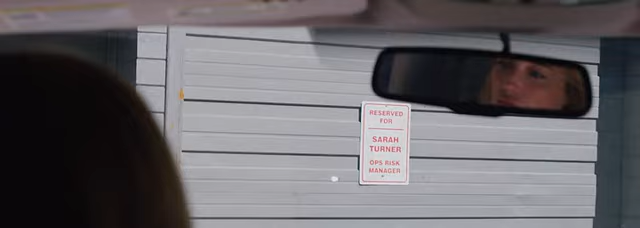 RESERVED
FOR
SARAH
TURNER
OPS RISK
MANAGER